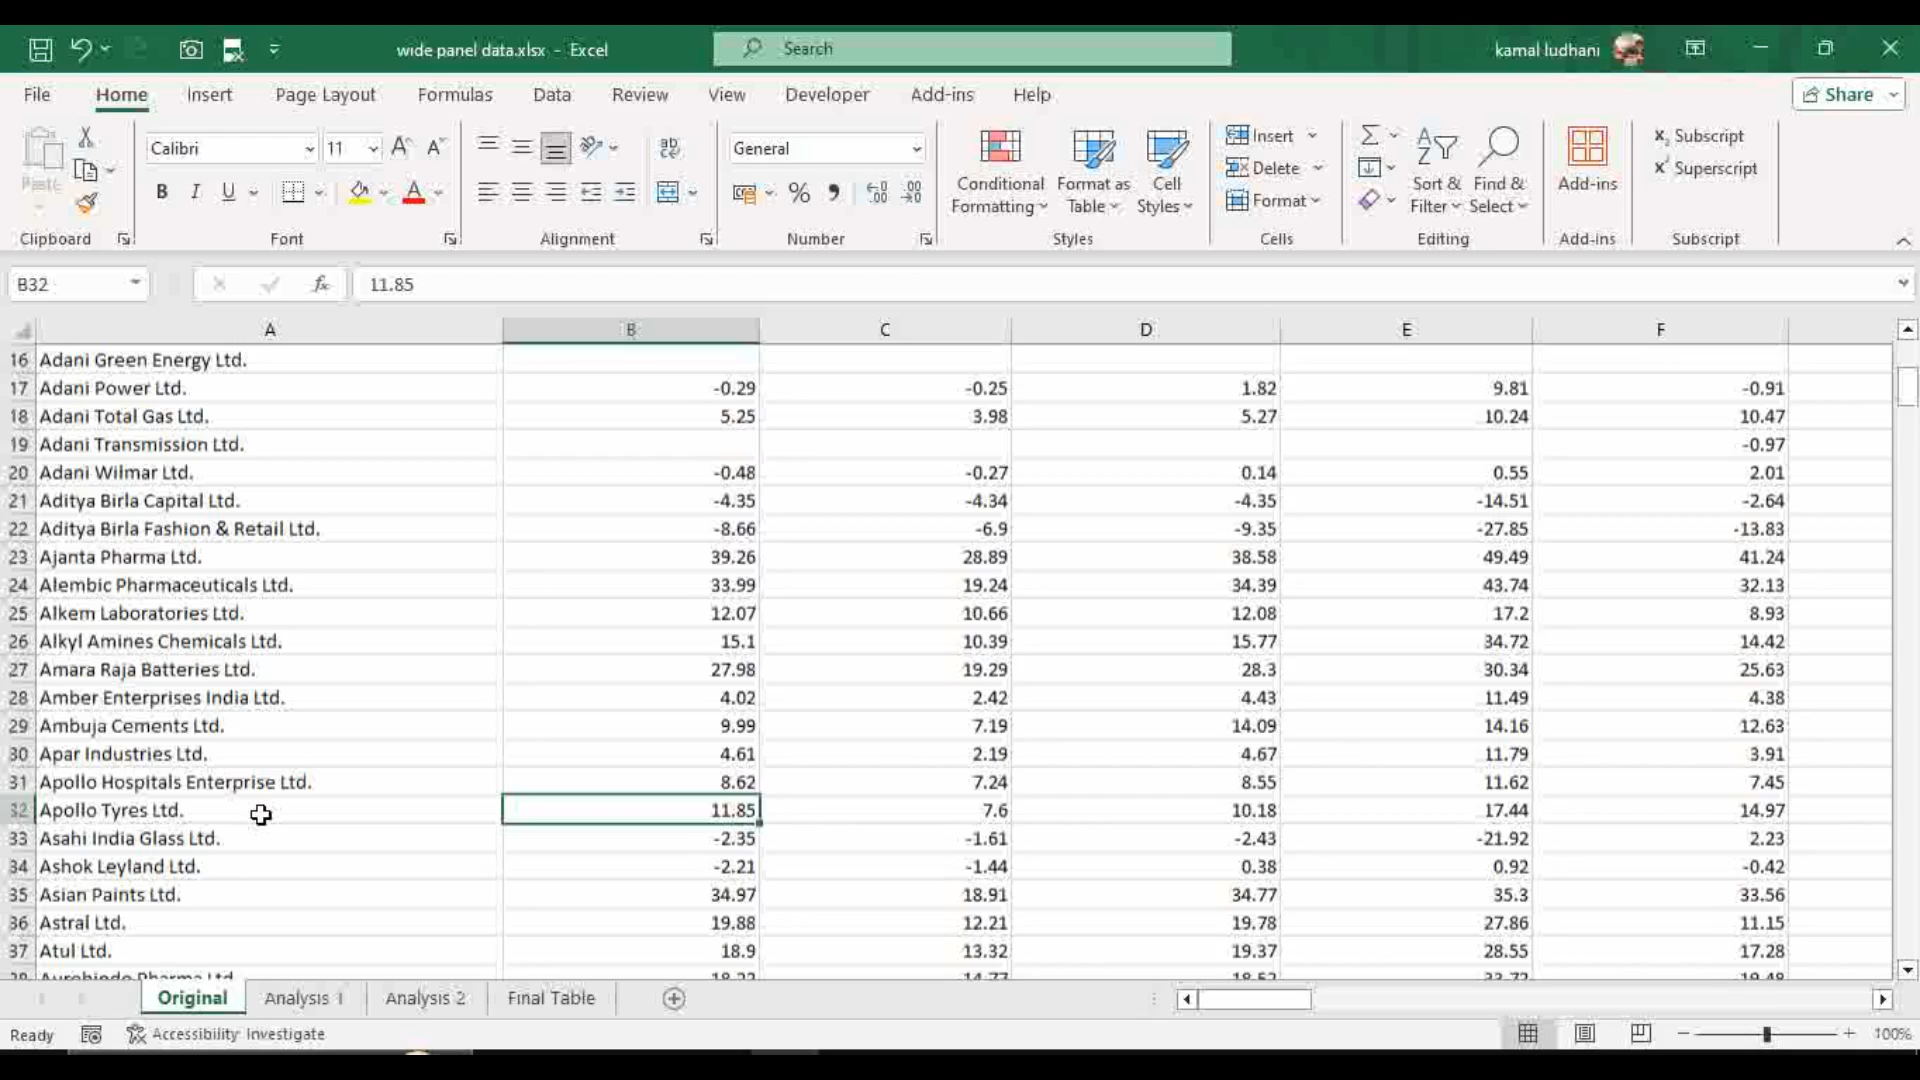 wide panel data.xlsx - Excel
Search
kamal ludhani
File Home Insert Page Layout Formulas Data Review View Developer Add-ins Help
Share
Paste
Calibri 11
B I U
ab
General
% ,
Conditional Formatting
Format as Table
Cell Styles
Insert
Delete
Format
Sort & Filter
Find & Select
Add-ins
Subscript
Superscript
Clipboard Font Alignment Number Styles Cells Editing Add-ins Subscript
B32 fx 11.85
A B C D E F
16 Adani Green Energy Ltd.
17 Adani Power Ltd. -0.29 -0.25 1.82 9.81 -0.91
18 Adani Total Gas Ltd. 5.25 3.98 5.27 10.24 10.47
19 Adani Transmission Ltd. -0.97
20 Adani Wilmar Ltd. -0.48 -0.27 0.14 0.55 2.01
21 Aditya Birla Capital Ltd. -4.35 -4.34 -4.35 -14.51 -2.64
22 Aditya Birla Fashion & Retail Ltd. -8.66 -6.9 -9.35 -27.85 -13.83
23 Ajanta Pharma Ltd. 39.26 28.89 38.58 49.49 41.24
24 Alembic Pharmaceuticals Ltd. 33.99 19.24 34.39 43.74 32.13
25 Alkem Laboratories Ltd. 12.07 10.66 12.08 17.2 8.93
26 Alkyl Amines Chemicals Ltd. 15.1 10.39 15.77 34.72 14.42
27 Amara Raja Batteries Ltd. 27.98 19.29 28.3 30.34 25.63
28 Amber Enterprises India Ltd. 4.02 2.42 4.43 11.49 4.38
29 Ambuja Cements Ltd. 9.99 7.19 14.09 14.16 12.63
30 Apar Industries Ltd. 4.61 2.19 4.67 11.79 3.91
31 Apollo Hospitals Enterprise Ltd. 8.62 7.24 8.55 11.62 7.45
32 Apollo Tyres Ltd. 11.85 7.6 10.18 17.44 14.97
33 Asahi India Glass Ltd. -2.35 -1.61 -2.43 -21.92 2.23
34 Ashok Leyland Ltd. -2.21 -1.44 0.38 0.92 -0.42
35 Asian Paints Ltd. 34.97 18.91 34.77 35.3 33.56
36 Astral Ltd. 19.88 12.21 19.78 27.86 11.15
37 Atul Ltd. 18.9 13.32 19.37 28.55 17.28
Original Analysis 1 Analysis 2 Final Table
Ready Accessibility: Investigate 100%